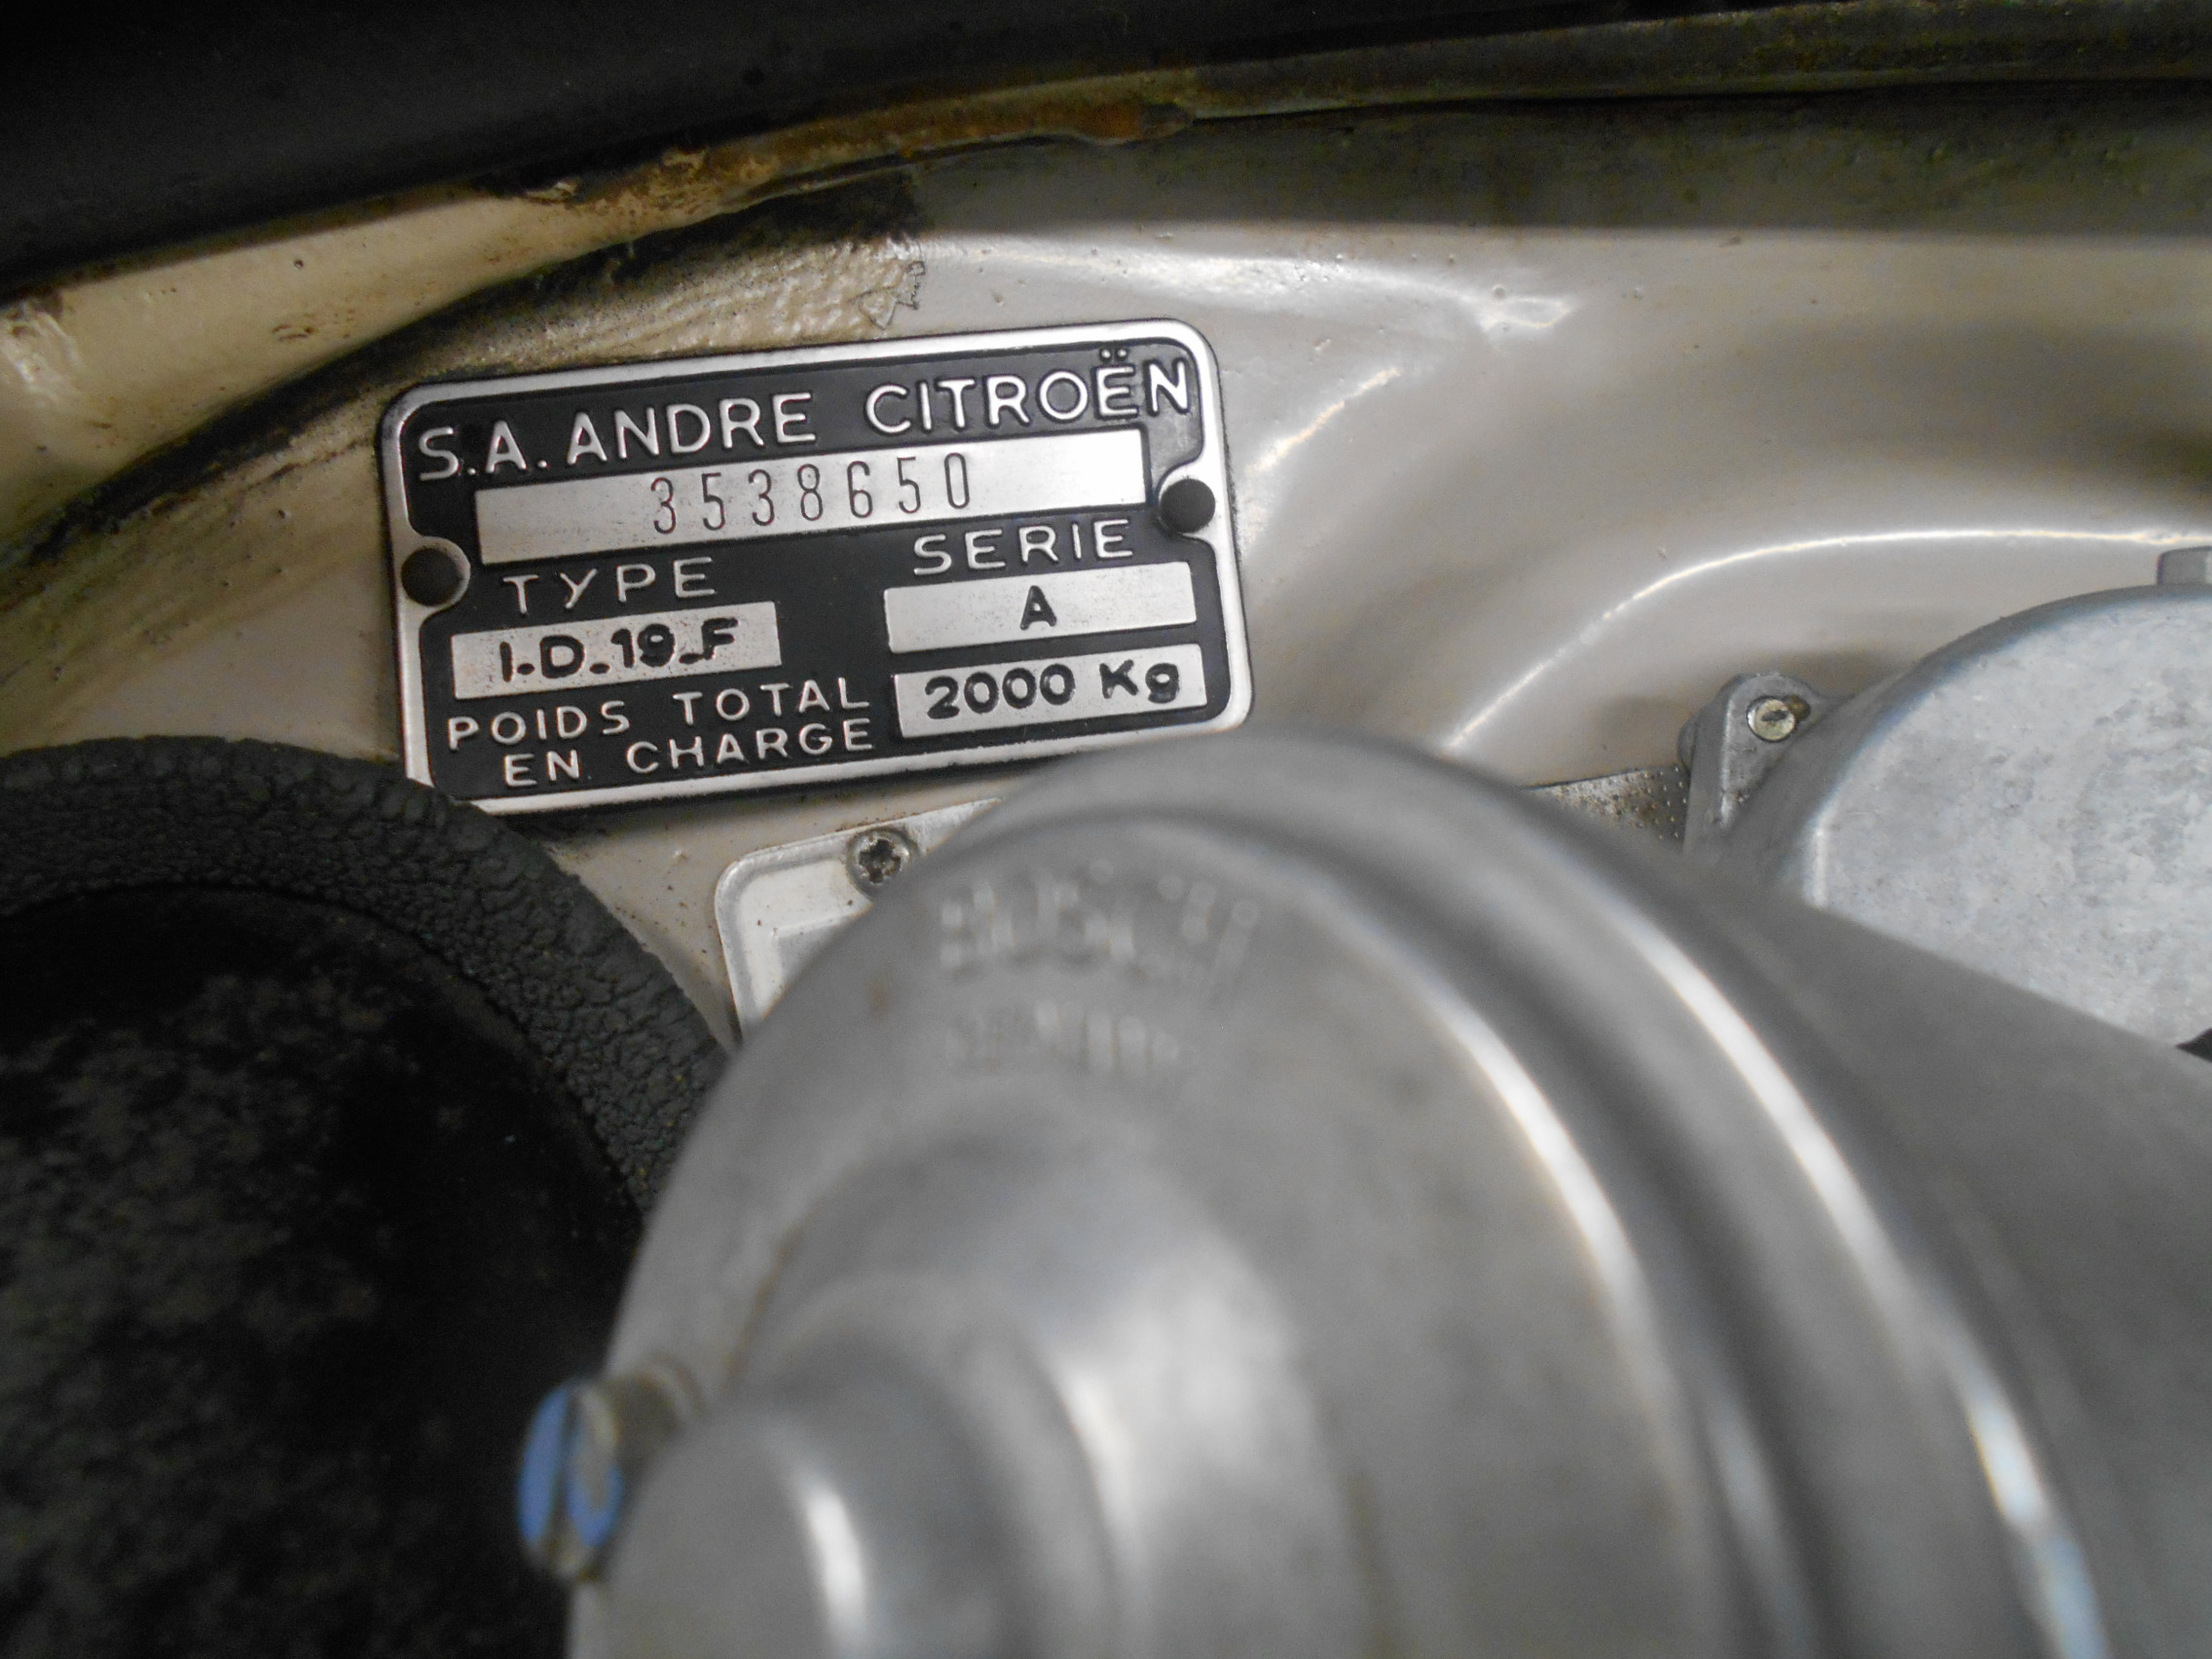 S.A. ANDRE CITROËN
3538650
TYPE SERIE
I-D-19-F A
POIDS TOTAL
EN CHARGE 2000 Kg